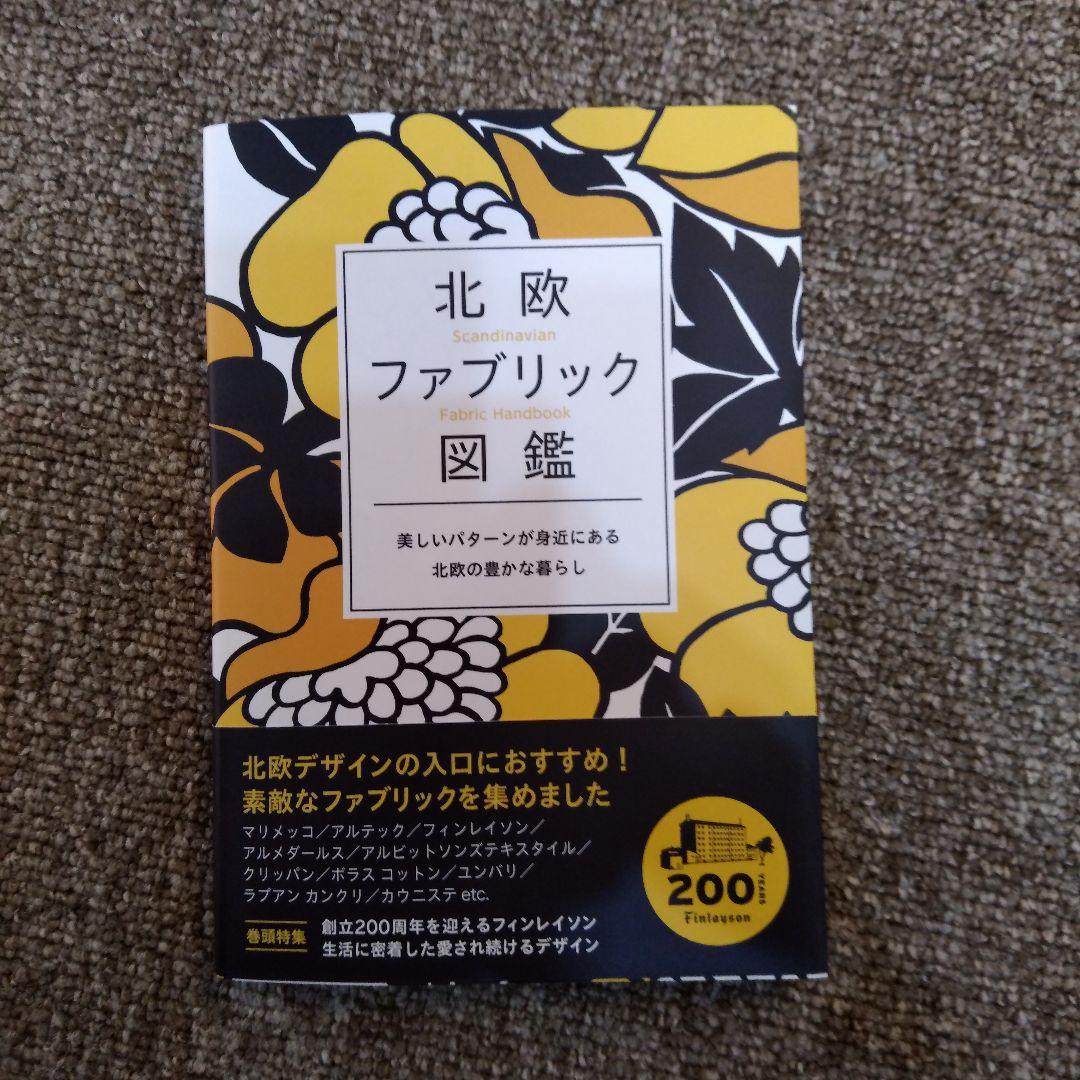 北欧
Scandinavian
ファブリック
Fabric Handbook
図鑑
美しいパターンが身近にある
北欧の豊かな暮らし
北欧デザインの入口におすすめ！
素敵なファブリックを集めました
マリメッコ／アルテック／フィンレイソン／
アルメダールス／アルビットソンズテキスタイル／
クリッパン／ボラス コットン／ユンバリ／
ラプアン カンクリ／カウニステ etc.
巻頭特集
創立200周年を迎えるフィンレイソン
生活に密着した愛され続けるデザイン
200
YEARS
Finlayson